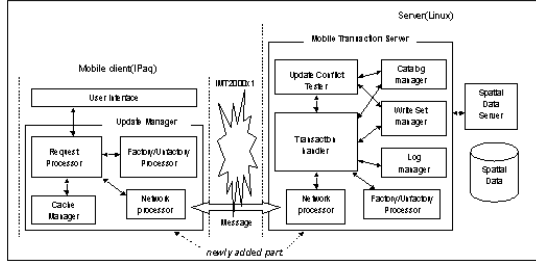 Server(Linux)
Mobile client(IPaq)
IMT2000x1
Mobile Transaction Server
User Interface
Update Manager
Request Processor
Factory/Unfactory Processor
Cache Manager
Network processor
Message
Update Conflict Tester
Catalog manager
Write Set manager
Transaction handler
Log manager
Network processor
Factory/Unfactory Processor
Spatial Data Server
Spatial Data
newly added part